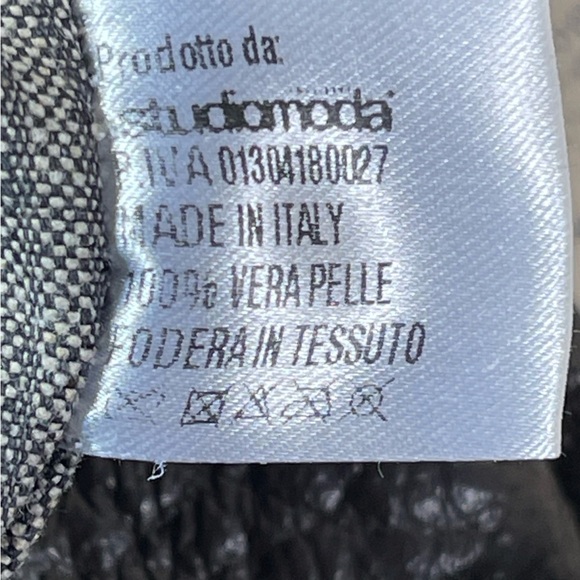 Prodotto da:
studiomoda
P.IVA 01304180027
MADE IN ITALY
100% VERA PELLE
FODERA IN TESSUTO